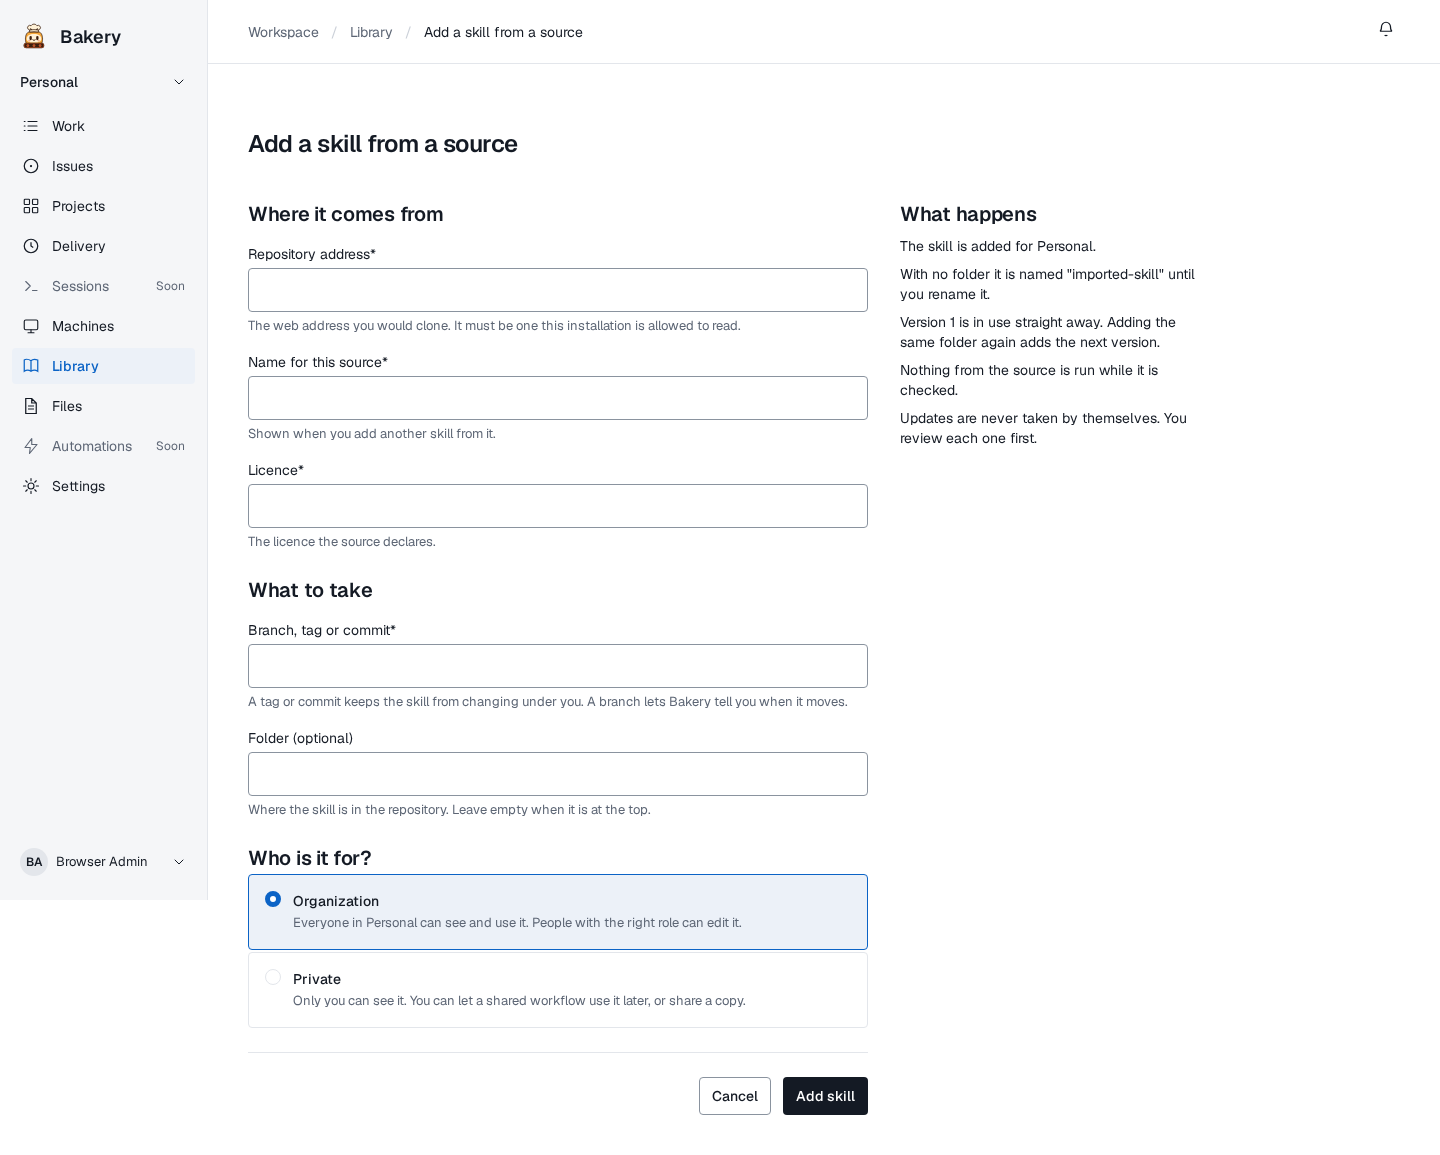 Bakery
Personal
Work
Issues
Projects
Delivery
Sessions Soon
Machines
Library
Files
Automations Soon
Settings
BA Browser Admin
Workspace / Library / Add a skill from a source
Add a skill from a source
Where it comes from
Repository address*
The web address you would clone. It must be one this installation is allowed to read.
Name for this source*
Shown when you add another skill from it.
Licence*
The licence the source declares.
What to take
Branch, tag or commit*
A tag or commit keeps the skill from changing under you. A branch lets Bakery tell you when it moves.
Folder (optional)
Where the skill is in the repository. Leave empty when it is at the top.
Who is it for?
Organization
Everyone in Personal can see and use it. People with the right role can edit it.
Private
Only you can see it. You can let a shared workflow use it later, or share a copy.
Cancel
Add skill
What happens
The skill is added for Personal.
With no folder it is named "imported-skill" until
you rename it.
Version 1 is in use straight away. Adding the
same folder again adds the next version.
Nothing from the source is run while it is
checked.
Updates are never taken by themselves. You
review each one first.